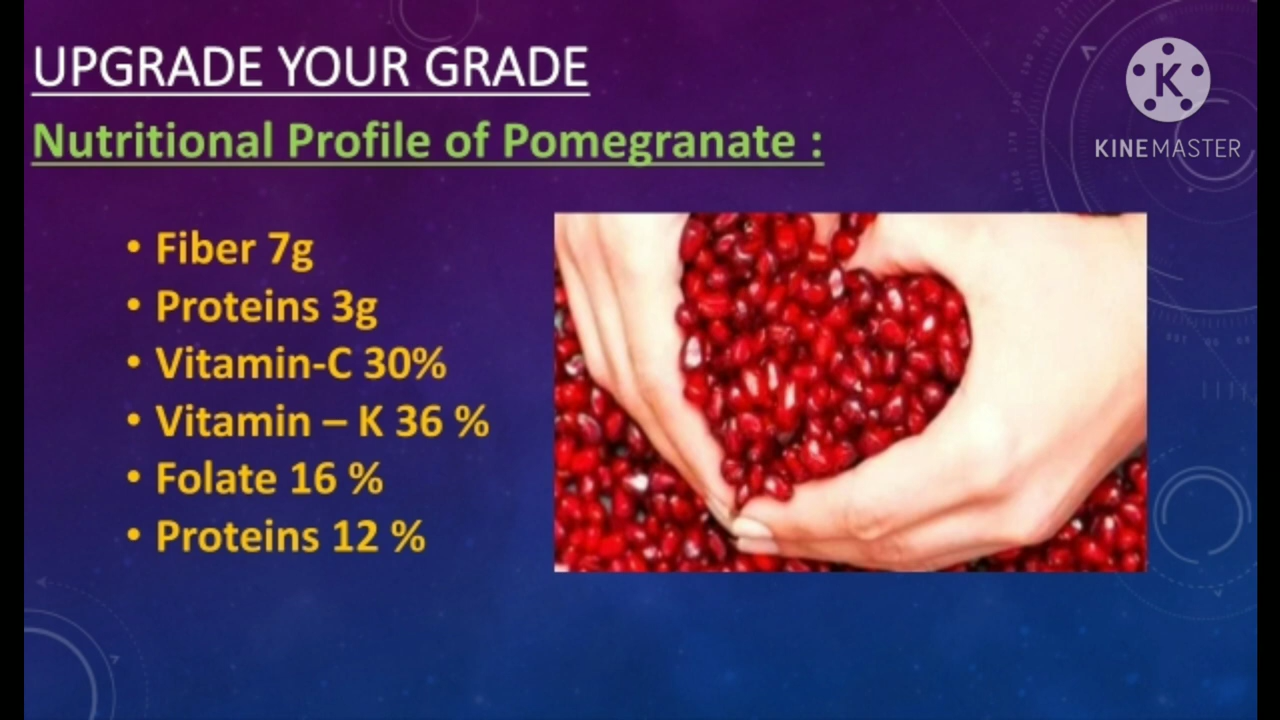 UPGRADE YOUR GRADE
Nutritional Profile of Pomegranate :
• Fiber 7g
• Proteins 3g
• Vitamin-C 30%
• Vitamin – K 36 %
• Folate 16 %
• Proteins 12 %
K
KINEMASTER